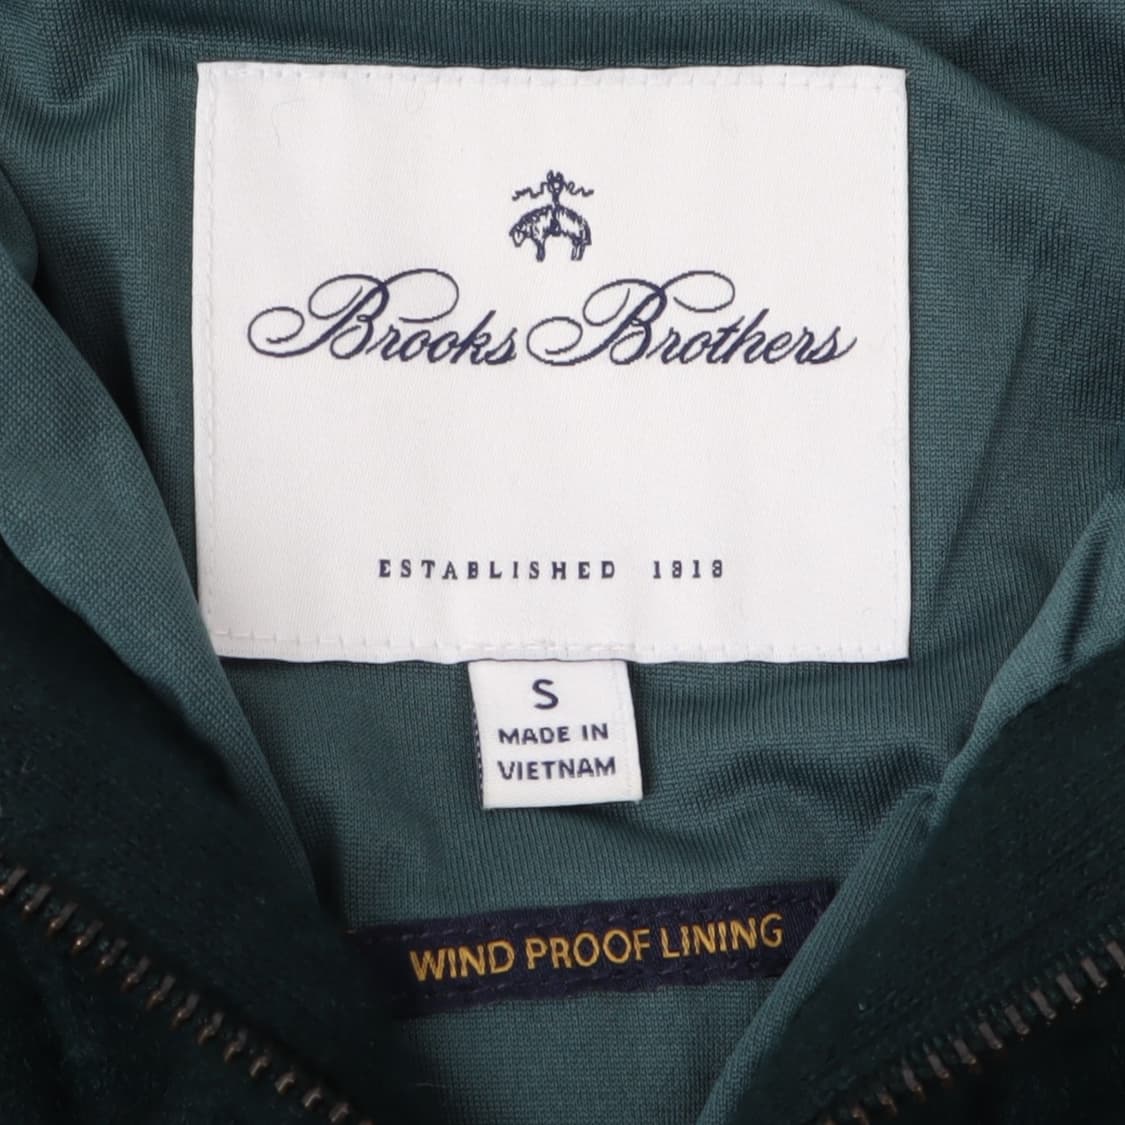 Brooks Brothers
ESTABLISHED 1818
S
MADE IN
VIETNAM
WIND PROOF LINING